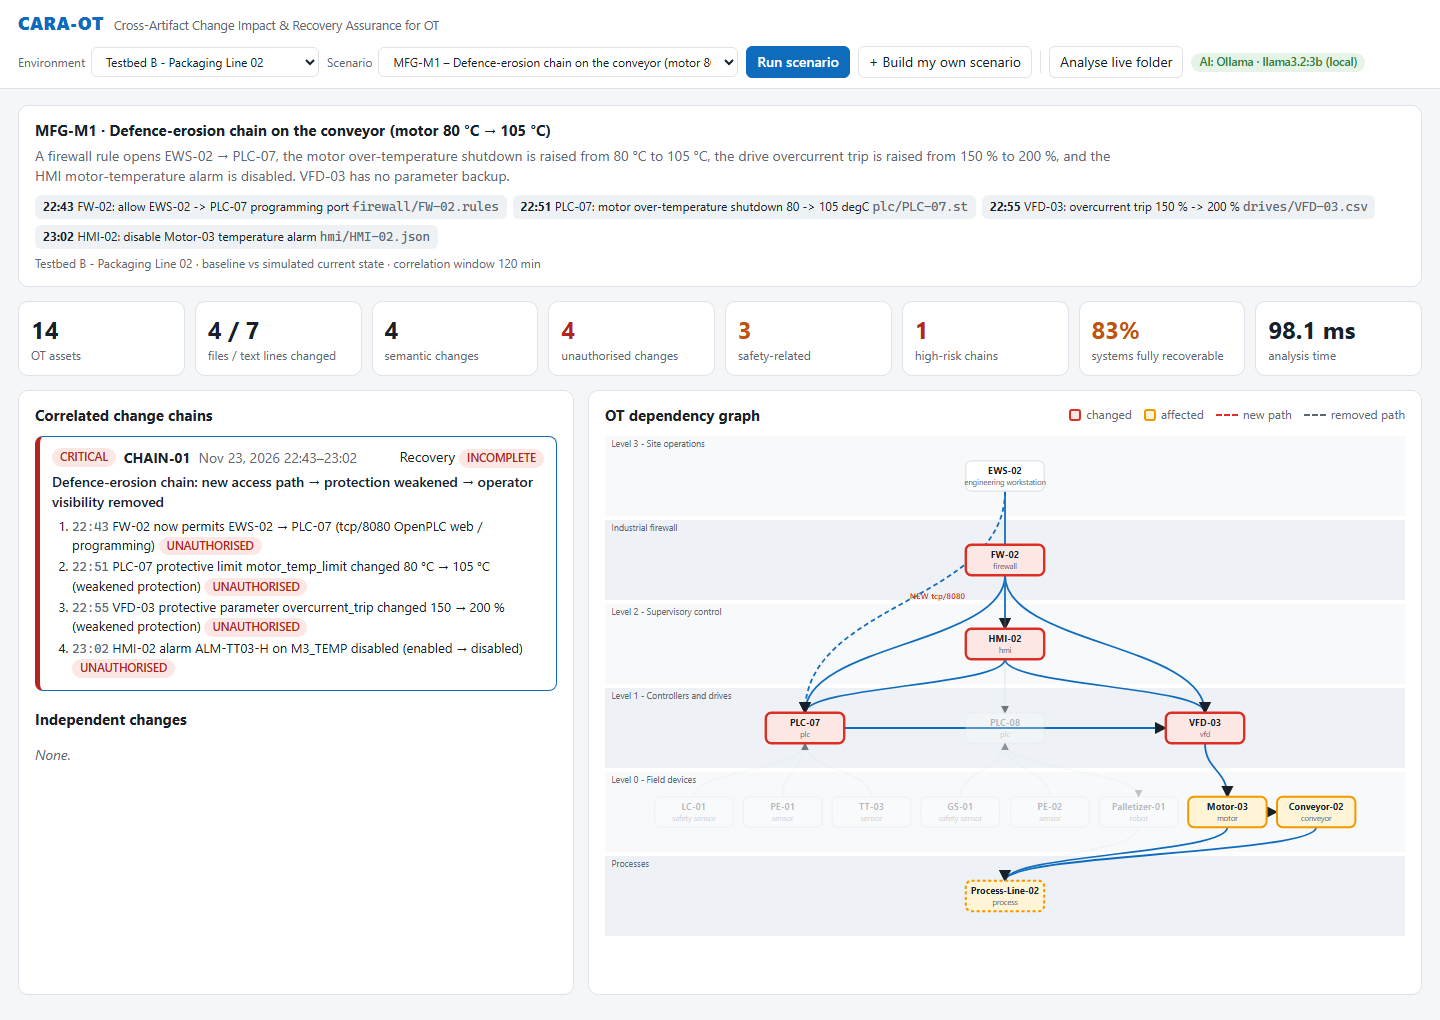 CARA-OT Cross-Artifact Change Impact & Recovery Assurance for OT
Environment Testbed B - Packaging Line 02 Scenario MFG-M1 – Defence-erosion chain on the conveyor (motor 8 Run scenario + Build my own scenario Analyse live folder AI: Ollama · llama3.2:3b (local)
MFG-M1 · Defence-erosion chain on the conveyor (motor 80 °C → 105 °C)
A firewall rule opens EWS-02 → PLC-07, the motor over-temperature shutdown is raised from 80 °C to 105 °C, the drive overcurrent trip is raised from 150 % to 200 %, and the
HMI motor-temperature alarm is disabled. VFD-03 has no parameter backup.
22:43 FW-02: allow EWS-02 -> PLC-07 programming port firewall/FW-02.rules 22:51 PLC-07: motor over-temperature shutdown 80 -> 105 degC plc/PLC-07.st 22:55 VFD-03: overcurrent trip 150 % -> 200 % drives/VFD-03.csv
23:02 HMI-02: disable Motor-03 temperature alarm hmi/HMI-02.json
Testbed B - Packaging Line 02 · baseline vs simulated current state · correlation window 120 min
14 4 / 7 4 4 3 1 83% 98.1 ms
OT assets files / text lines changed semantic changes unauthorised changes safety-related high-risk chains systems fully recoverable analysis time
Correlated change chains
CRITICAL CHAIN-01 Nov 23, 2026 22:43–23:02 Recovery INCOMPLETE
Defence-erosion chain: new access path → protection weakened → operator
visibility removed
1. 22:43 FW-02 now permits EWS-02 → PLC-07 (tcp/8080 OpenPLC web /
programming) UNAUTHORISED
2. 22:51 PLC-07 protective limit motor_temp_limit changed 80 °C → 105 °C
(weakened protection) UNAUTHORISED
3. 22:55 VFD-03 protective parameter overcurrent_trip changed 150 → 200 %
(weakened protection) UNAUTHORISED
4. 23:02 HMI-02 alarm ALM-TT03-H on M3_TEMP disabled (enabled → disabled)
UNAUTHORISED
Independent changes
None.
OT dependency graph changed affected new path removed path
Level 3 - Site operations
EWS-02
engineering workstation
Industrial firewall
FW-02
firewall
NEW tcp/8080
Level 2 - Supervisory control
HMI-02
hmi
Level 1 - Controllers and drives
PLC-07 PLC-08 VFD-03
plc plc vfd
Level 0 - Field devices
LC-01 PE-01 TT-03 GS-01 PE-02 Palletizer-01 Motor-03 Conveyor-02
safety sensor sensor sensor safety sensor sensor robot motor conveyor
Processes
Process-Line-02
process